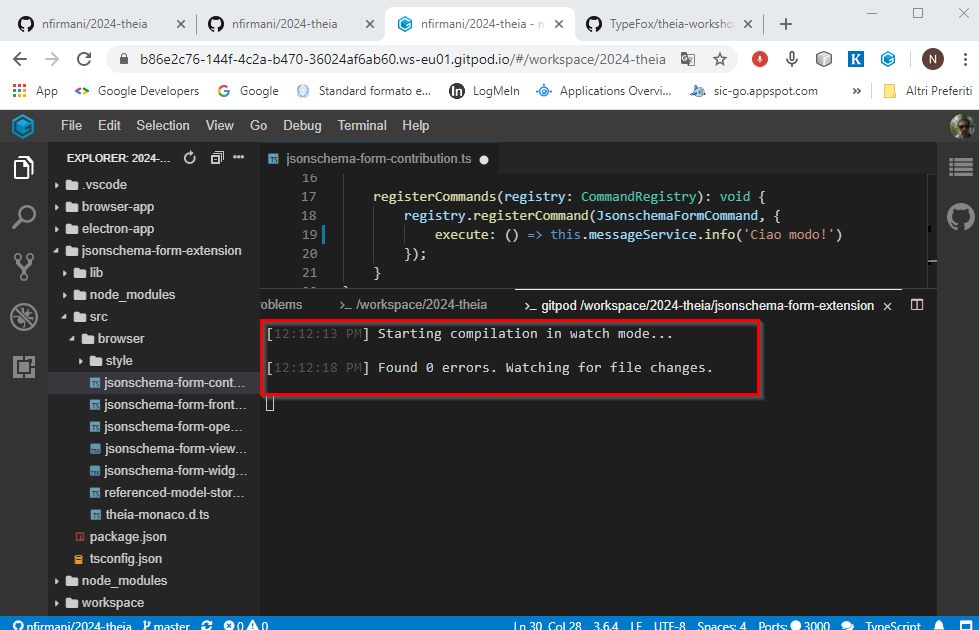 nfirmani/2024-theia
nfirmani/2024-theia
nfirmani/2024-theia - m
TypeFox/theia-worksho
b86e2c76-144f-4c2a-b470-36024af6ab60.ws-eu01.gitpod.io/#/workspace/2024-theia
K
N
App
Google Developers
Google
Standard formato e...
LogMeIn
Applications Overvi...
sic-go.appspot.com
»
Altri Preferiti
File Edit Selection View Go Debug Terminal Help
EXPLORER: 2024-...
jsonschema-form-contribution.ts
.vscode
browser-app
electron-app
jsonschema-form-extension
lib
node_modules
src
browser
style
jsonschema-form-cont...
jsonschema-form-front...
jsonschema-form-ope...
jsonschema-form-view...
jsonschema-form-widg...
referenced-model-stor...
theia-monaco.d.ts
package.json
tsconfig.json
node_modules
workspace
16
17 registerCommands(registry: CommandRegistry): void {
18 registry.registerCommand(JsonschemaFormCommand, {
19 execute: () => this.messageService.info('Ciao modo!')
20 });
21 }
oblems
>_ /workspace/2024-theia
>_ gitpod /workspace/2024-theia/jsonschema-form-extension
[12:12:13 PM] Starting compilation in watch mode...
[12:12:18 PM] Found 0 errors. Watching for file changes.
nfirmani/2024-theia master 0 0 Ln 30, Col 28 3.6.4 LF UTF-8 Spaces: 4 Ports: 3000 TypeScript